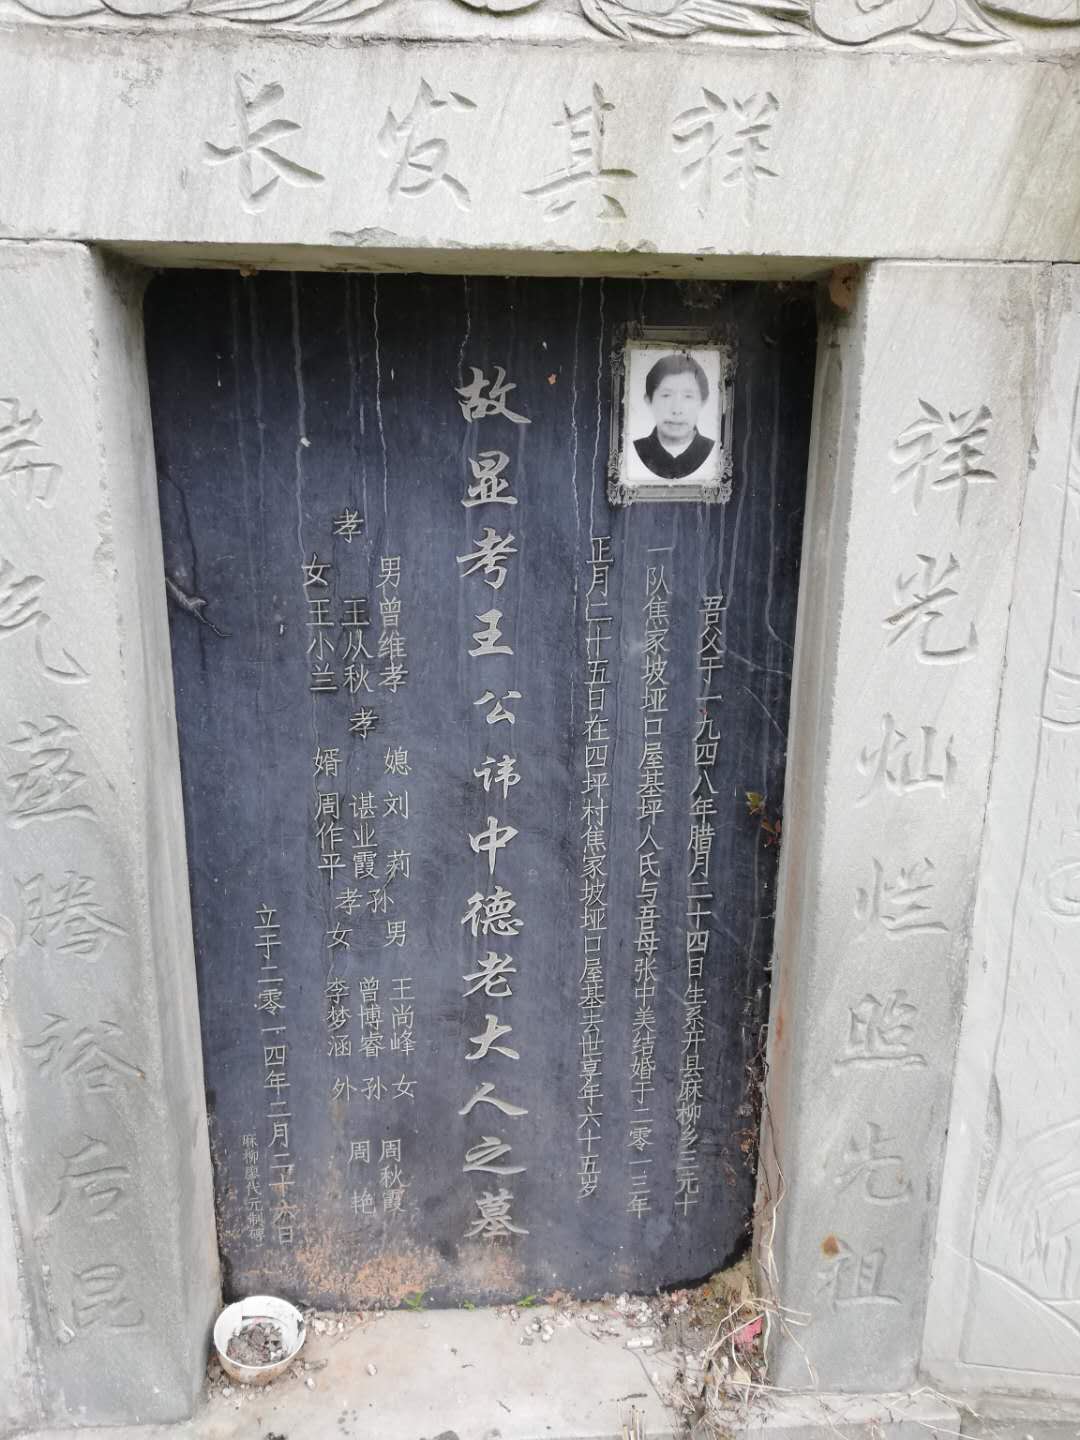 长发其祥
祥光灿烂照先祖
吾父于一九四八年腊月二十四日生系开县麻柳乡三元十
一队焦家坡垭口屋基坪人氏与吾母张中美结婚于二零一三年
正月二十五日在四坪村焦家坡垭口屋基去世享年六十五岁
故显考王公讳中德老大人之墓
男曾维孝 媳 刘莉 男 王尚峰 女 周秋霞
孝 王从秋 孝 谌业霞 孙 曾博睿 孙 周艳
女王小兰 婿 周作平 孝女 李梦涵 外
立于二零一四年二月二十六日
麻柳廖代元制碑
瑞气蒸腾裕后昆